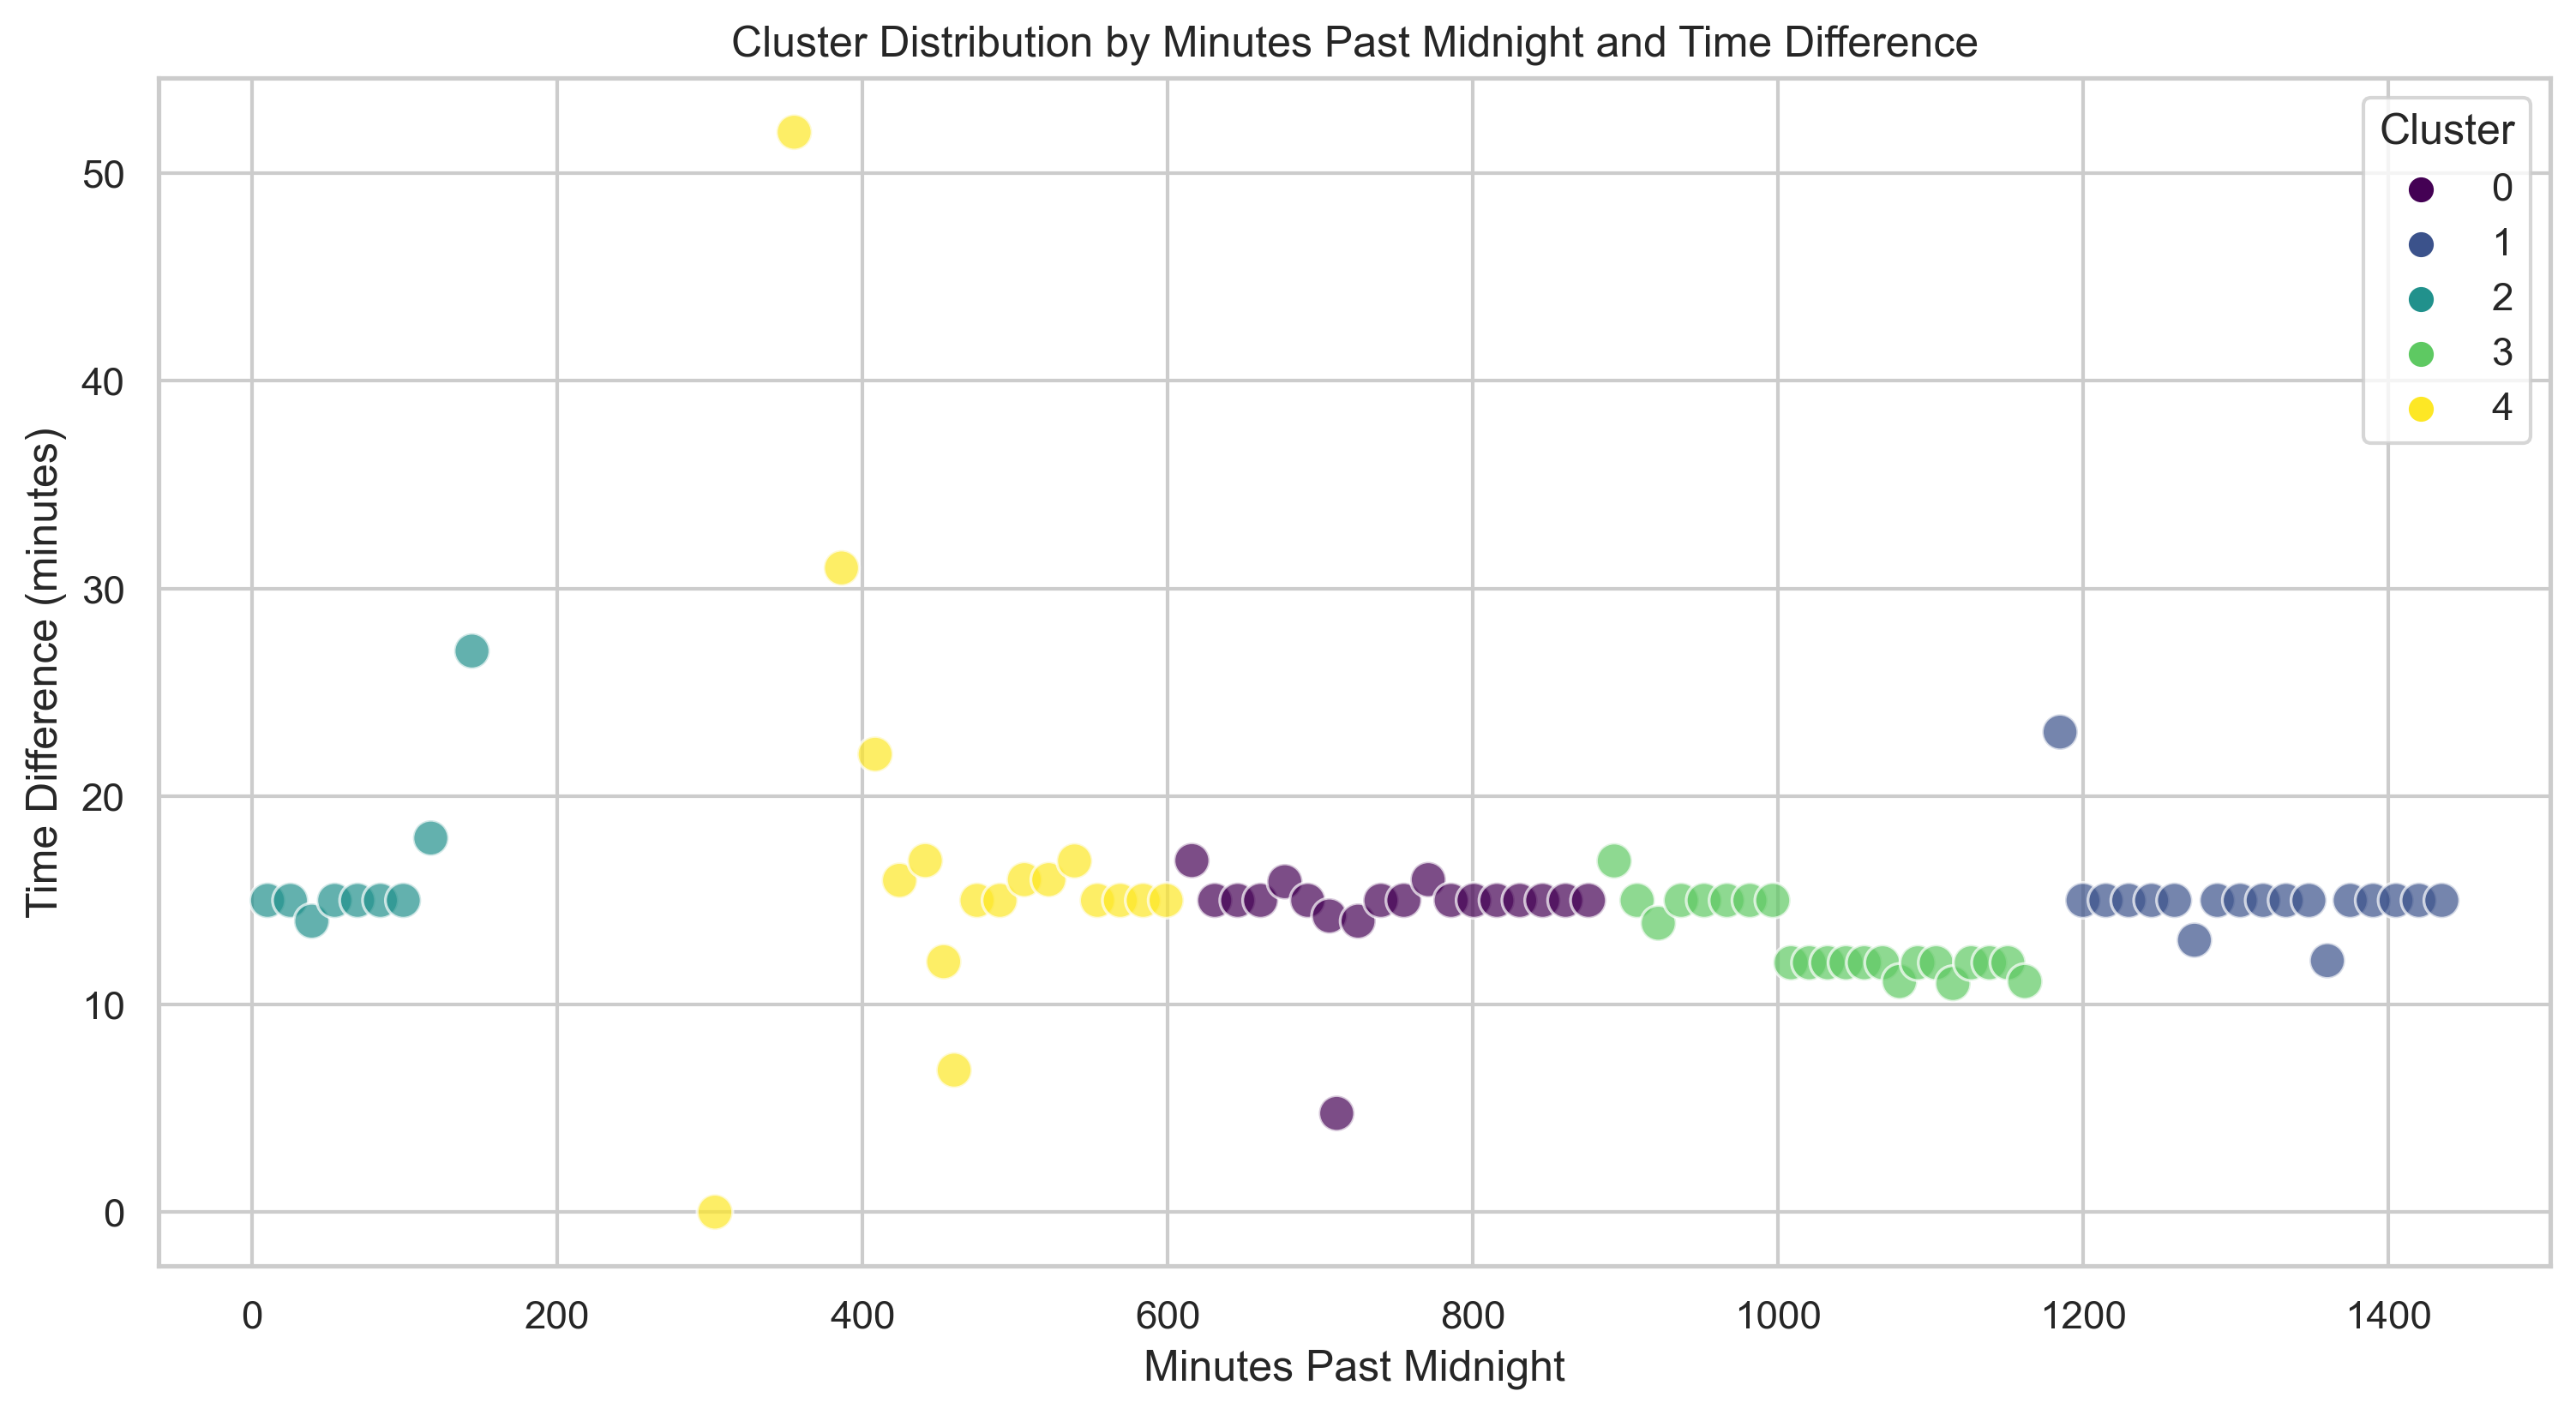 Cluster Distribution by Minutes Past Midnight and Time Difference
Cluster
0
1
2
3
4
Time Difference (minutes)
50
40
30
20
10
0
0 200 400 600 800 1000 1200 1400
Minutes Past Midnight